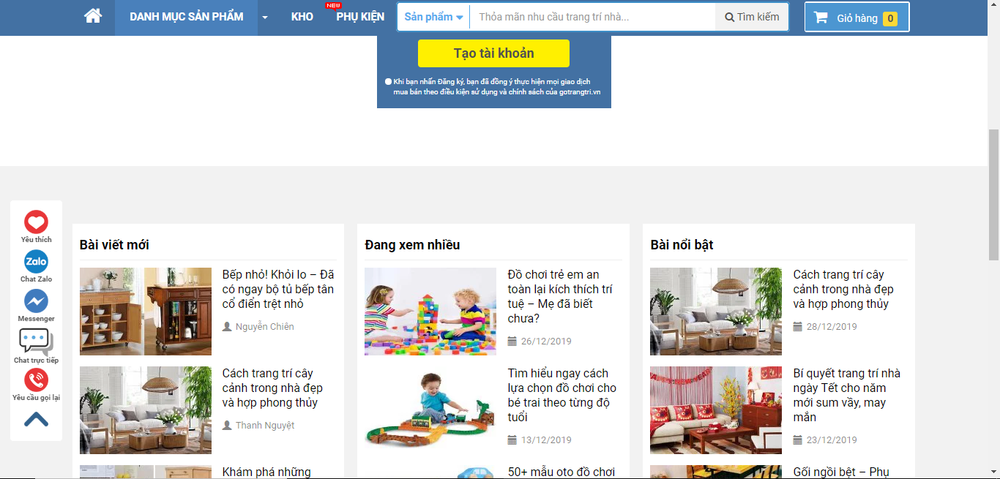 DANH MỤC SẢN PHẨM
KHO
NEW
PHỤ KIỆN
Sản phẩm
Thỏa mãn nhu cầu trang trí nhà...
Tìm kiếm
Giỏ hàng 0
Tạo tài khoản
Khi bạn nhấn Đăng ký, bạn đã đồng ý thực hiện mọi giao dịch
mua bán theo điều kiện sử dụng và chính sách của gotrangtri.vn
Yêu thích
Zalo
Chat Zalo
Messenger
Chat trực tiếp
Yêu cầu gọi lại
Bài viết mới
Bếp nhỏ! Khỏi lo – Đã
có ngay bộ tủ bếp tân
cổ điển trệt nhỏ
Nguyễn Chiên
Cách trang trí cây
cảnh trong nhà đẹp
và hợp phong thủy
Thanh Nguyệt
Khám phá những
Đang xem nhiều
Đồ chơi trẻ em an
toàn lại kích thích trí
tuệ – Mẹ đã biết
chưa?
26/12/2019
Tìm hiểu ngay cách
lựa chọn đồ chơi cho
bé trai theo từng độ
tuổi
13/12/2019
50+ mẫu oto đồ chơi
Bài nổi bật
Cách trang trí cây
cảnh trong nhà đẹp
và hợp phong thủy
28/12/2019
Bí quyết trang trí nhà
ngày Tết cho năm
mới sum vầy, may
mắn
23/12/2019
Gối ngồi bệt – Phụ